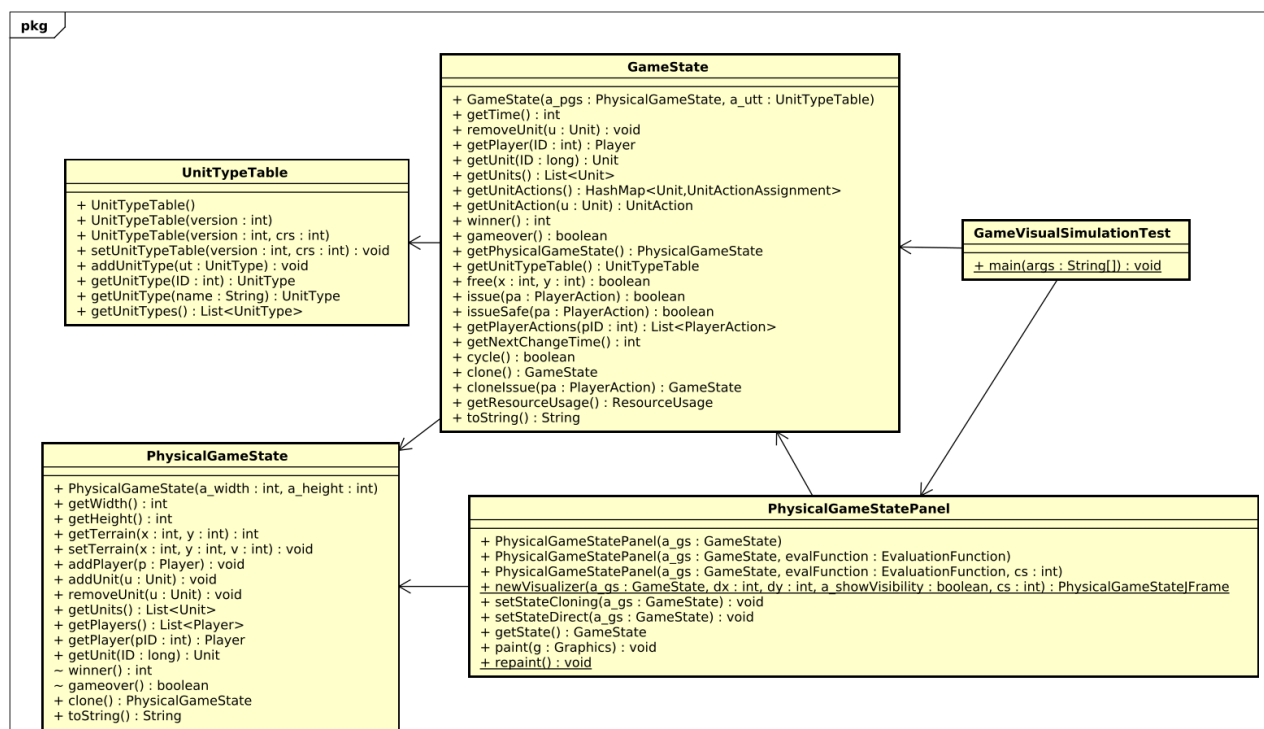 pkg
GameState
+ GameState(a_pgs : PhysicalGameState, a_utt : UnitTypeTable)
+ getTime() : int
+ removeUnit(u : Unit) : void
+ getPlayer(ID : int) : Player
+ getUnit(ID : long) : Unit
+ getUnits() : List<Unit>
+ getUnitActions() : HashMap<Unit,UnitActionAssignment>
+ getUnitAction(u : Unit) : UnitAction
+ winner() : int
+ gameover() : boolean
+ getPhysicalGameState() : PhysicalGameState
+ getUnitTypeTable() : UnitTypeTable
+ free(x : int, y : int) : boolean
+ issue(pa : PlayerAction) : boolean
+ issueSafe(pa : PlayerAction) : boolean
+ getPlayerActions(pID : int) : List<PlayerAction>
+ getNextChangeTime() : int
+ cycle() : boolean
+ clone() : GameState
+ cloneIssue(pa : PlayerAction) : GameState
+ getResourceUsage() : ResourceUsage
+ toString() : String
UnitTypeTable
+ UnitTypeTable()
+ UnitTypeTable(version : int)
+ UnitTypeTable(version : int, crs : int)
+ setUnitTypeTable(version : int, crs : int) : void
+ addUnitType(ut : UnitType) : void
+ getUnitType(ID : int) : UnitType
+ getUnitType(name : String) : UnitType
+ getUnitTypes() : List<UnitType>
GameVisualSimulationTest
+ main(args : String[]) : void
PhysicalGameState
+ PhysicalGameState(a_width : int, a_height : int)
+ getWidth() : int
+ getHeight() : int
+ getTerrain(x : int, y : int) : int
+ setTerrain(x : int, y : int, v : int) : void
+ addPlayer(p : Player) : void
+ addUnit(u : Unit) : void
+ removeUnit(u : Unit) : void
+ getUnits() : List<Unit>
+ getPlayers() : List<Player>
+ getPlayer(pID : int) : Player
+ getUnit(ID : long) : Unit
~ winner() : int
~ gameover() : boolean
+ clone() : PhysicalGameState
+ toString() : String
PhysicalGameStatePanel
+ PhysicalGameStatePanel(a_gs : GameState)
+ PhysicalGameStatePanel(a_gs : GameState, evalFunction : EvaluationFunction)
+ PhysicalGameStatePanel(a_gs : GameState, evalFunction : EvaluationFunction, cs : int)
+ newVisualizer(a_gs : GameState, dx : int, dy : int, a_showVisibility : boolean, cs : int) : PhysicalGameStateJFrame
+ setStateCloning(a_gs : GameState) : void
+ setStateDirect(a_gs : GameState) : void
+ getState() : GameState
+ paint(g : Graphics) : void
+ repaint() : void